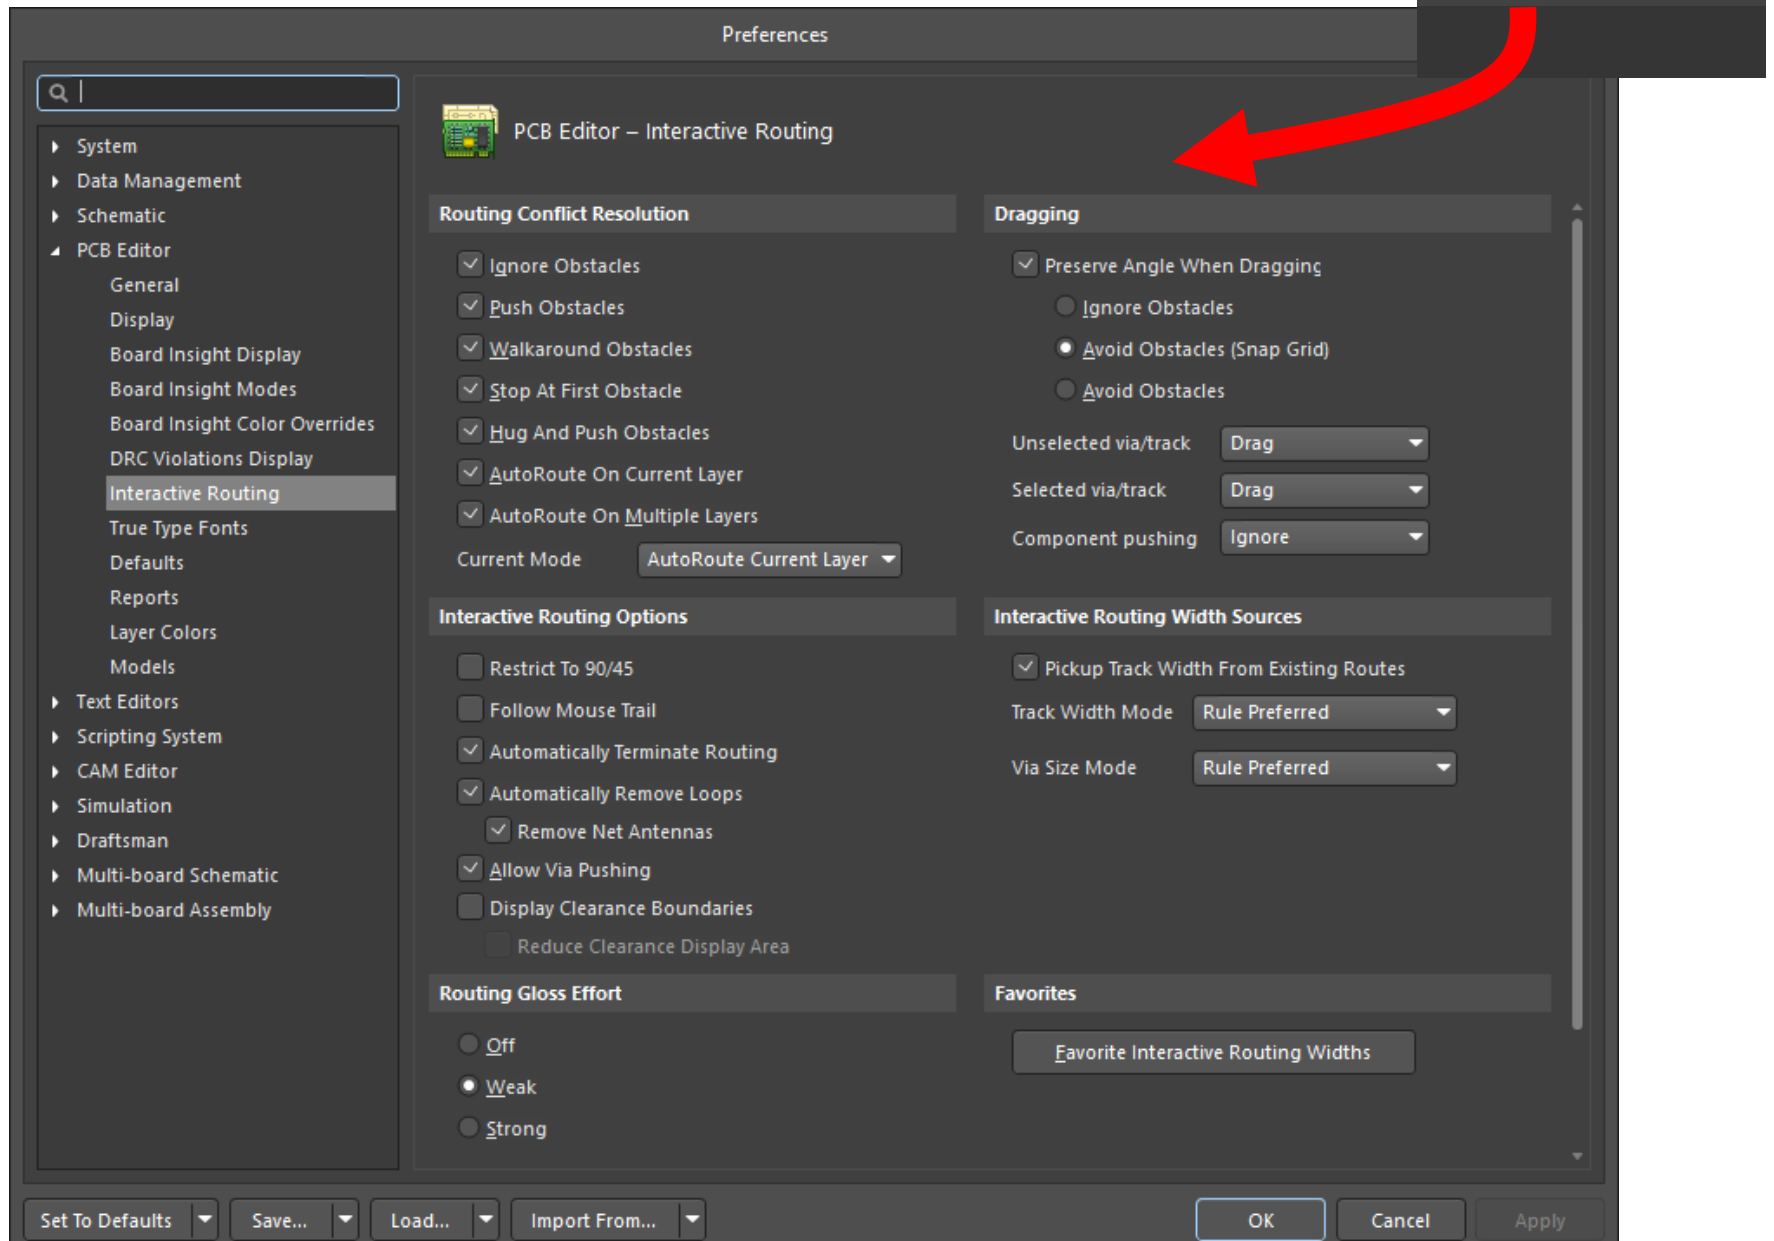 Preferences
System
Data Management
Schematic
PCB Editor
General
Display
Board Insight Display
Board Insight Modes
Board Insight Color Overrides
DRC Violations Display
Interactive Routing
True Type Fonts
Defaults
Reports
Layer Colors
Models
Text Editors
Scripting System
CAM Editor
Simulation
Draftsman
Multi-board Schematic
Multi-board Assembly
PCB Editor – Interactive Routing
Routing Conflict Resolution
Ignore Obstacles
Push Obstacles
Walkaround Obstacles
Stop At First Obstacle
Hug And Push Obstacles
AutoRoute On Current Layer
AutoRoute On Multiple Layers
Current Mode AutoRoute Current Layer
Dragging
Preserve Angle When Dragging
Ignore Obstacles
Avoid Obstacles (Snap Grid)
Avoid Obstacles
Unselected via/track Drag
Selected via/track Drag
Component pushing Ignore
Interactive Routing Options
Restrict To 90/45
Follow Mouse Trail
Automatically Terminate Routing
Automatically Remove Loops
Remove Net Antennas
Allow Via Pushing
Display Clearance Boundaries
Reduce Clearance Display Area
Interactive Routing Width Sources
Pickup Track Width From Existing Routes
Track Width Mode Rule Preferred
Via Size Mode Rule Preferred
Routing Gloss Effort
Off
Weak
Strong
Favorites
Favorite Interactive Routing Widths
Set To Defaults Save... Load... Import From... OK Cancel Apply